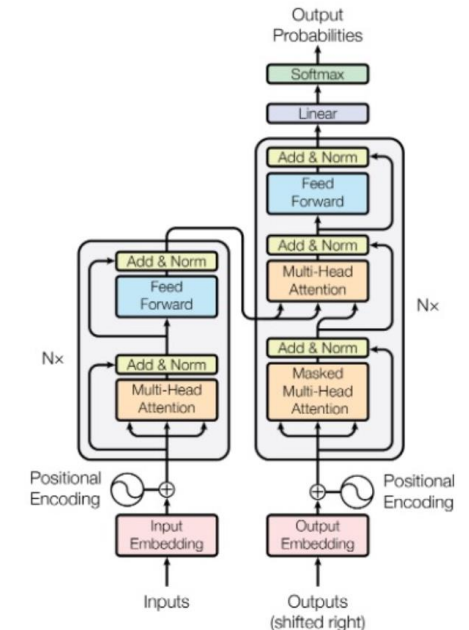 Output
Probabilities
Softmax
Linear
Add & Norm
Feed
Forward
Add & Norm
Multi-Head
Attention
Add & Norm
Masked
Multi-Head
Attention
Nx
Add & Norm
Feed
Forward
Add & Norm
Multi-Head
Attention
Nx
Positional
Encoding
Positional
Encoding
Input
Embedding
Output
Embedding
Inputs
Outputs
(shifted right)